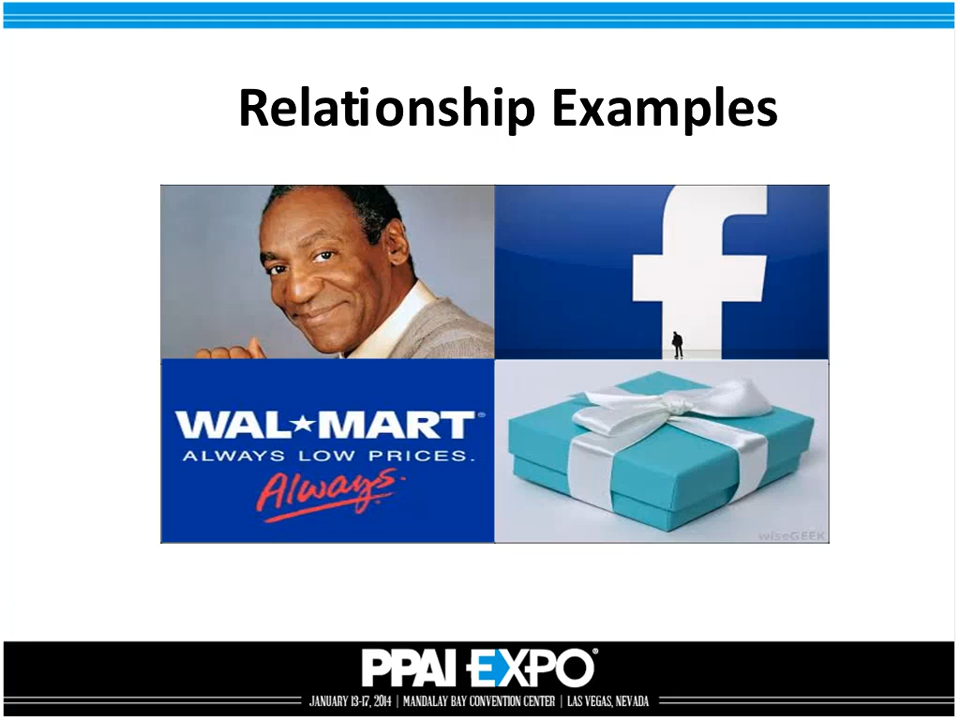 Relationship Examples
f
WAL★MART®
ALWAYS LOW PRICES.
Always.
wiseGEEK
PPAI EXPO®
JANUARY 13-17, 2014 | MANDALAY BAY CONVENTION CENTER | LAS VEGAS, NEVADA